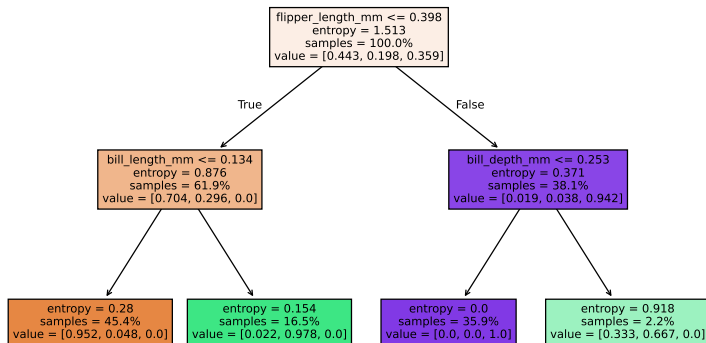 flipper_length_mm <= 0.398
entropy = 1.513
samples = 100.0%
value = [0.443, 0.198, 0.359]
True
False
bill_length_mm <= 0.134
entropy = 0.876
samples = 61.9%
value = [0.704, 0.296, 0.0]
bill_depth_mm <= 0.253
entropy = 0.371
samples = 38.1%
value = [0.019, 0.038, 0.942]
entropy = 0.28
samples = 45.4%
value = [0.952, 0.048, 0.0]
entropy = 0.154
samples = 16.5%
value = [0.022, 0.978, 0.0]
entropy = 0.0
samples = 35.9%
value = [0.0, 0.0, 1.0]
entropy = 0.918
samples = 2.2%
value = [0.333, 0.667, 0.0]